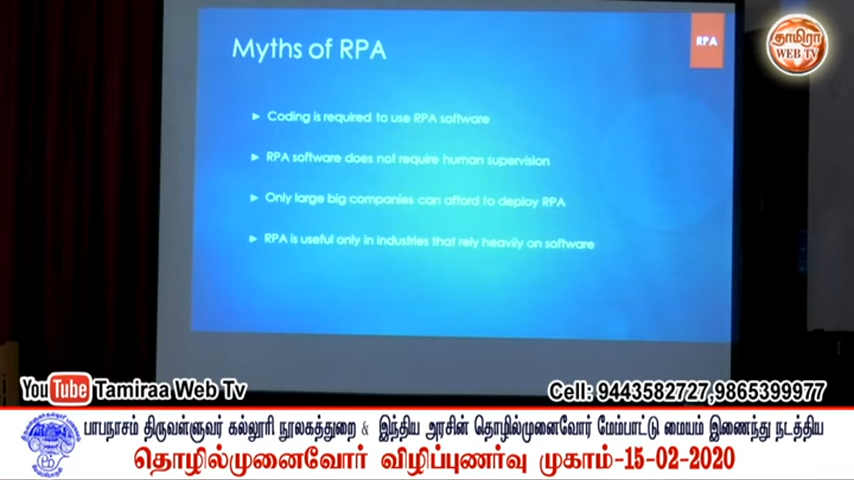 Myths of RPA
RPA
தாமிரா
WEB TV
► Coding is required to use RPA software
► RPA software does not require human supervision
► Only large big companies can afford to deploy RPA
► RPA is useful only in industries that rely heavily on software
YouTube Tamiraa Web Tv
Cell: 9443582727,9865399977
பாபநாசம் திருவள்ளுவர் கல்லூரி நூலகத்துறை & இந்திய அரசின் தொழில்முனைவோர் மேம்பாட்டு மையம் இணைந்து நடத்திய
தொழில்முனைவோர் விழிப்புணர்வு முகாம்-15-02-2020